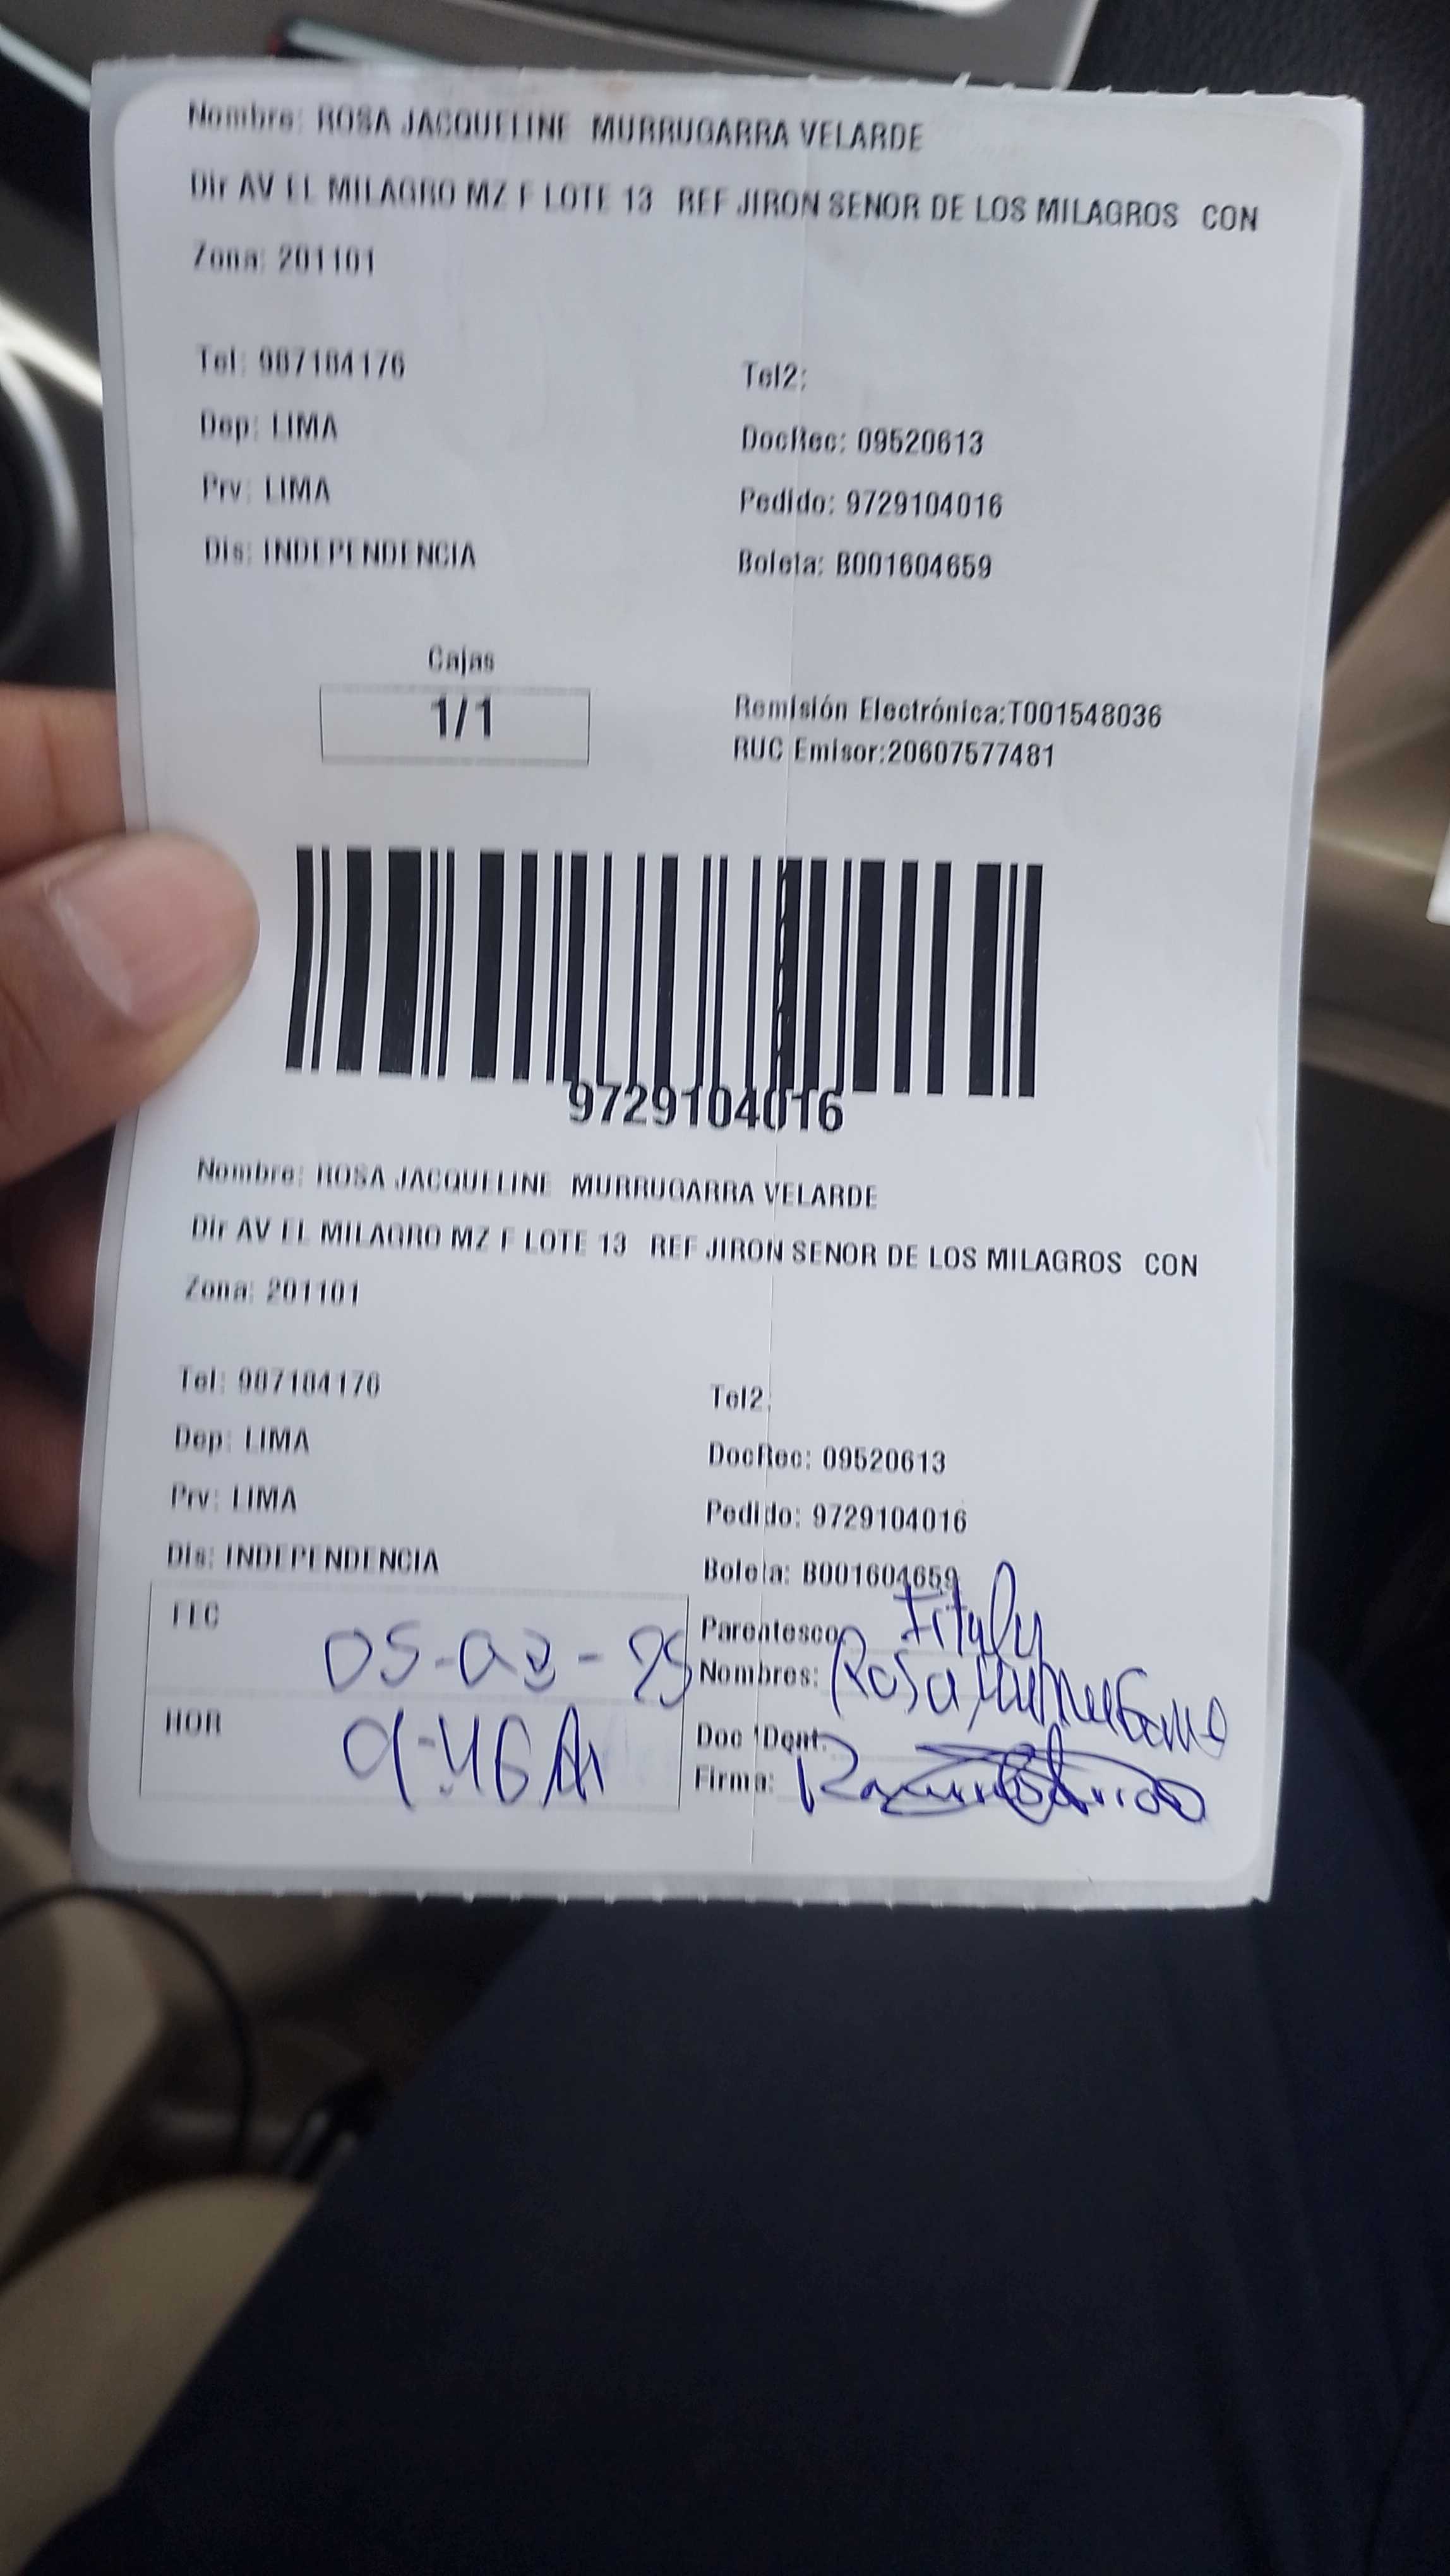 Nombre: ROSA JACQUELINE MURRUGARRA VELARDE
Dir AV EL MILAGRO MZ F LOTE 13 REF JIRON SENOR DE LOS MILAGROS CON
Zona: 201101
Tel: 987184176 Tel2:
Dep: LIMA DocRec: 09520613
Prv: LIMA Pedido: 9729104016
Dis: INDEPENDENCIA Boleta: B001604659
Cajas
1/1
Remisión Electrónica:T001548036
RUC Emisor:20607577481
9729104016
Nombre: ROSA JACQUELINE MURRUGARRA VELARDE
Dir AV EL MILAGRO MZ F LOTE 13 REF JIRON SENOR DE LOS MILAGROS CON
Zona: 201101
Tel: 987184176 Tel2:
Dep: LIMA DocRec: 09520613
Prv: LIMA Pedido: 9729104016
Dis: INDEPENDENCIA Boleta: B001604659
FEC 05-03-25
Parentesco
Nombres: Rosa
HOR 9-46 Am
Doc Ident.
Firma: